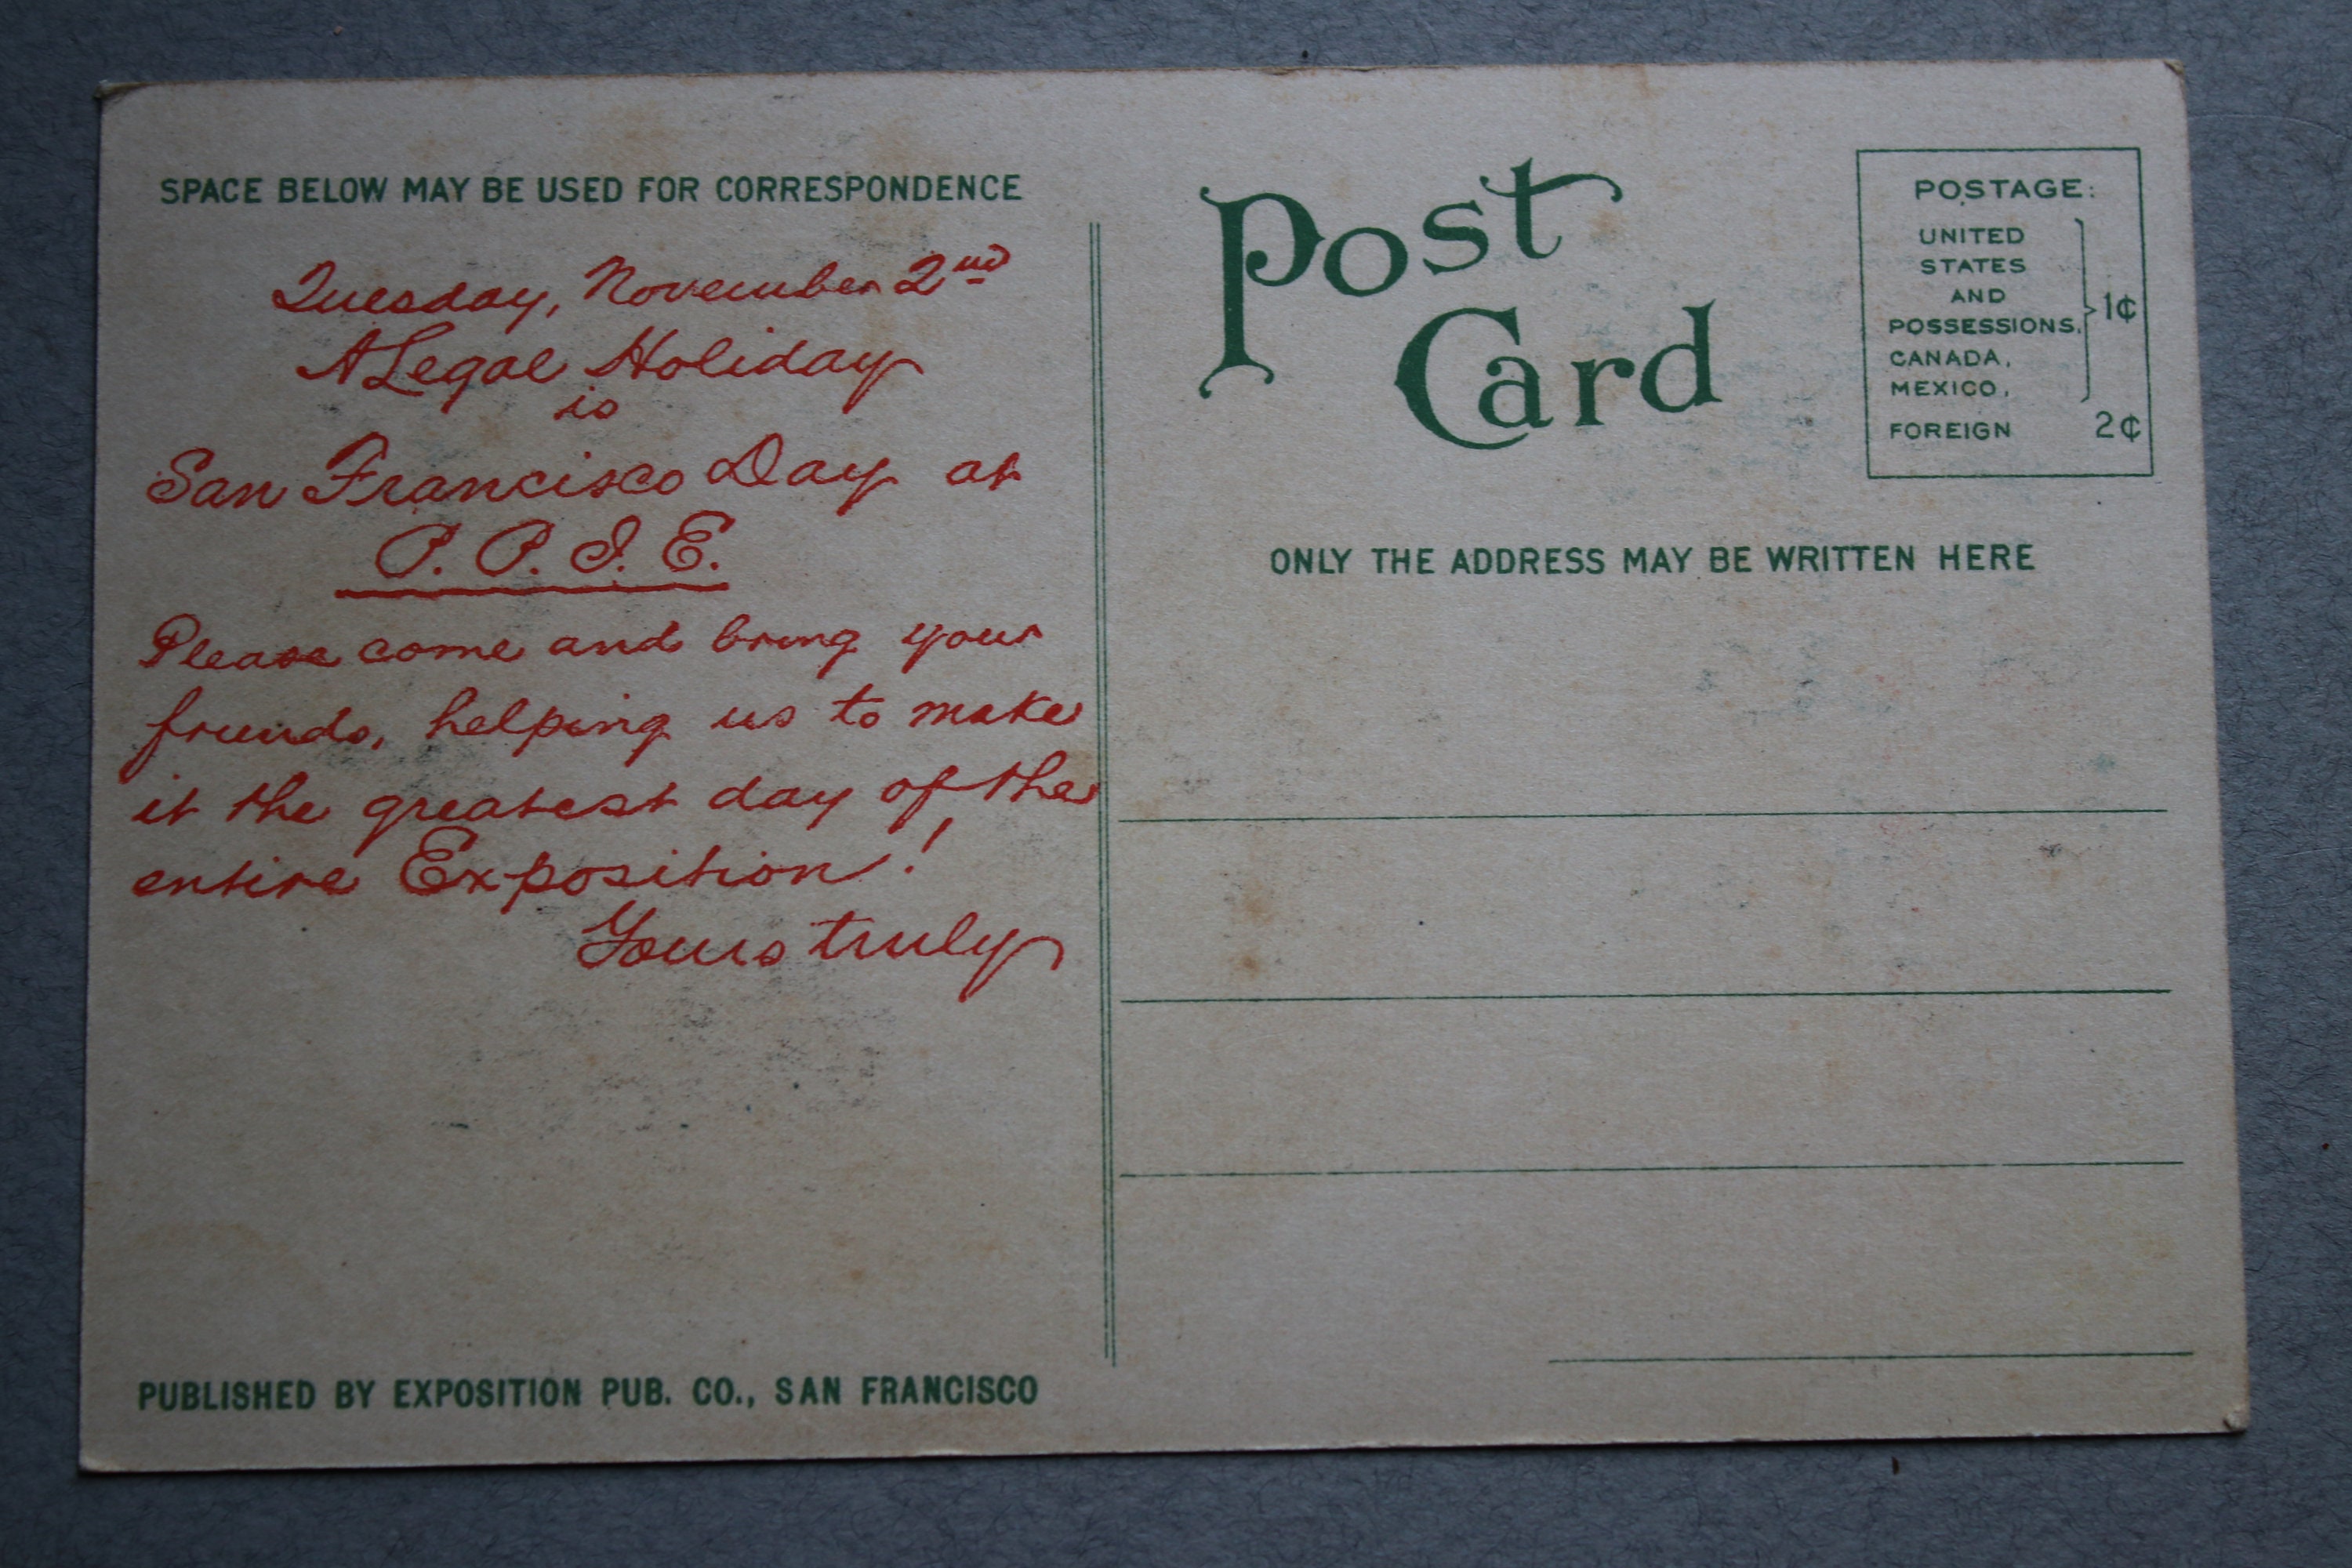 SPACE BELOW MAY BE USED FOR CORRESPONDENCE
Tuesday, November 2nd
A Legal Holiday
is
San Francisco Day at
P. P. I. E.
Please come and bring your
friends, helping us to make
it the greatest day of the
entire Exposition!
Yours truly
PUBLISHED BY EXPOSITION PUB. CO., SAN FRANCISCO
Post
Card
POSTAGE:
UNITED
STATES
AND
POSSESSIONS,
CANADA,
MEXICO,
1¢
FOREIGN 2¢
ONLY THE ADDRESS MAY BE WRITTEN HERE